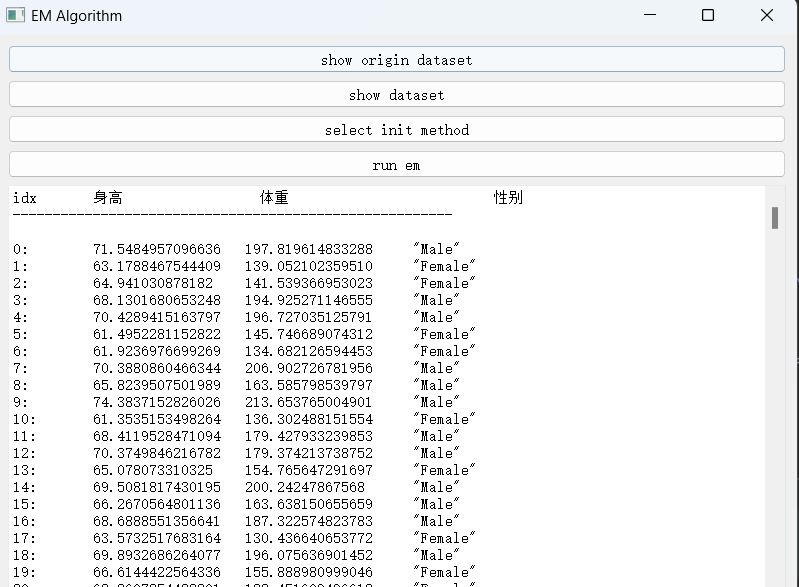 EM Algorithm
show origin dataset
show dataset
select init method
run em
idx 身高 体重 性别
-------------------------------------------------------
0: 71.5484957096636 197.819614833288 "Male"
1: 63.1788467544409 139.052102359510 "Female"
2: 64.941030878182 141.539366953023 "Female"
3: 68.1301680653248 194.925271146555 "Male"
4: 70.4289415163797 196.727035125791 "Male"
5: 61.4952281152822 145.746689074312 "Female"
6: 61.9236976699269 134.682126594453 "Female"
7: 70.3880860466344 206.902726781956 "Male"
8: 65.8239507501989 163.585798539797 "Male"
9: 74.3837152826026 213.653765004901 "Male"
10: 61.3535153498264 136.302488151554 "Female"
11: 68.4119528471094 179.427933239853 "Male"
12: 70.3749846216782 179.374213738752 "Male"
13: 65.078073310325 154.765647291697 "Female"
14: 69.5081817430195 200.24247867568 "Male"
15: 66.2670564801136 163.638150655659 "Male"
16: 68.6888551356641 187.322574823783 "Male"
17: 63.5732517683164 130.436640653772 "Female"
18: 69.8932686264077 196.075636901452 "Male"
19: 66.6144422564336 155.888980999046 "Female"